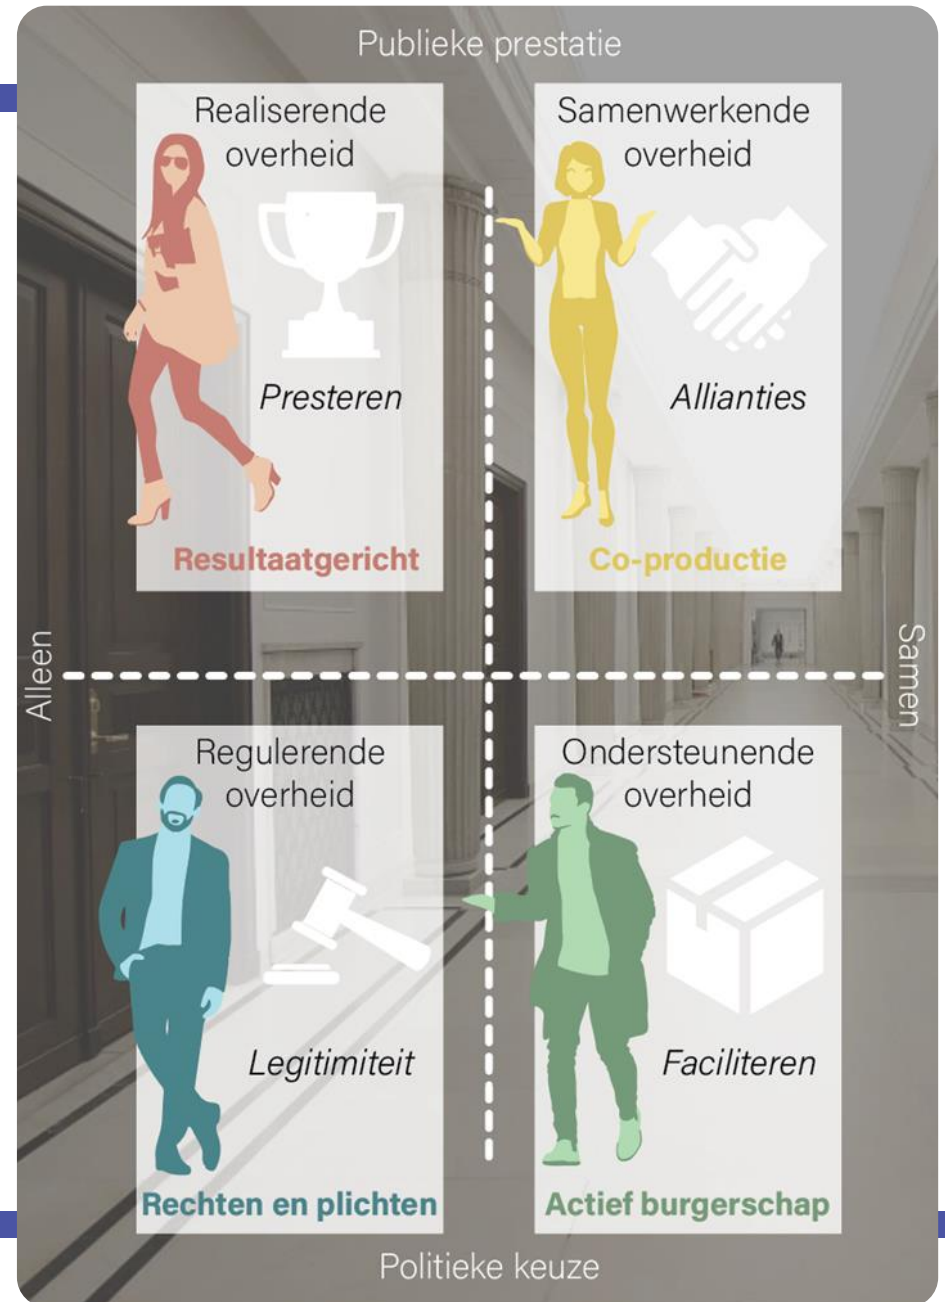 Publieke prestatie
Realiserende
overheid
Presteren
Resultaatgericht
Samenwerkende
overheid
Allianties
Co-productie
Alleen
Samen
Regulerende
overheid
Legitimiteit
Rechten en plichten
Ondersteunende
overheid
Faciliteren
Actief burgerschap
Politieke keuze